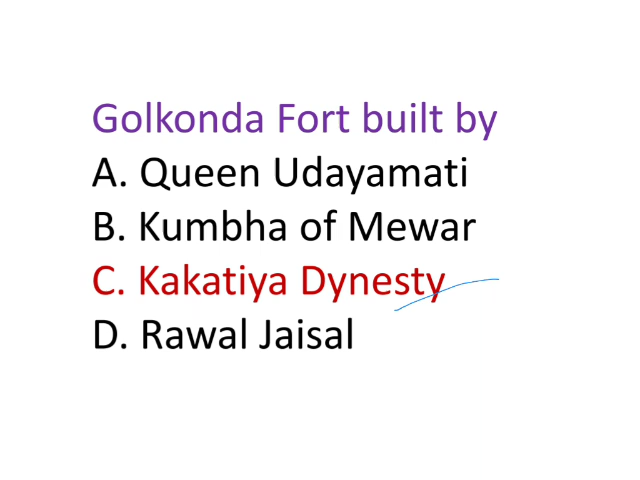 Golkonda Fort built by
A. Queen Udayamati
B. Kumbha of Mewar
C. Kakatiya Dynesty
D. Rawal Jaisal